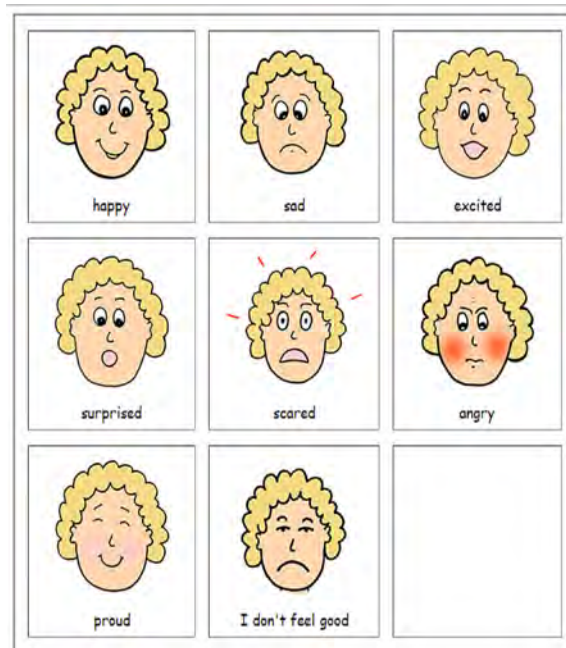 happy
sad
excited
surprised
scared
angry
proud
I don't feel good